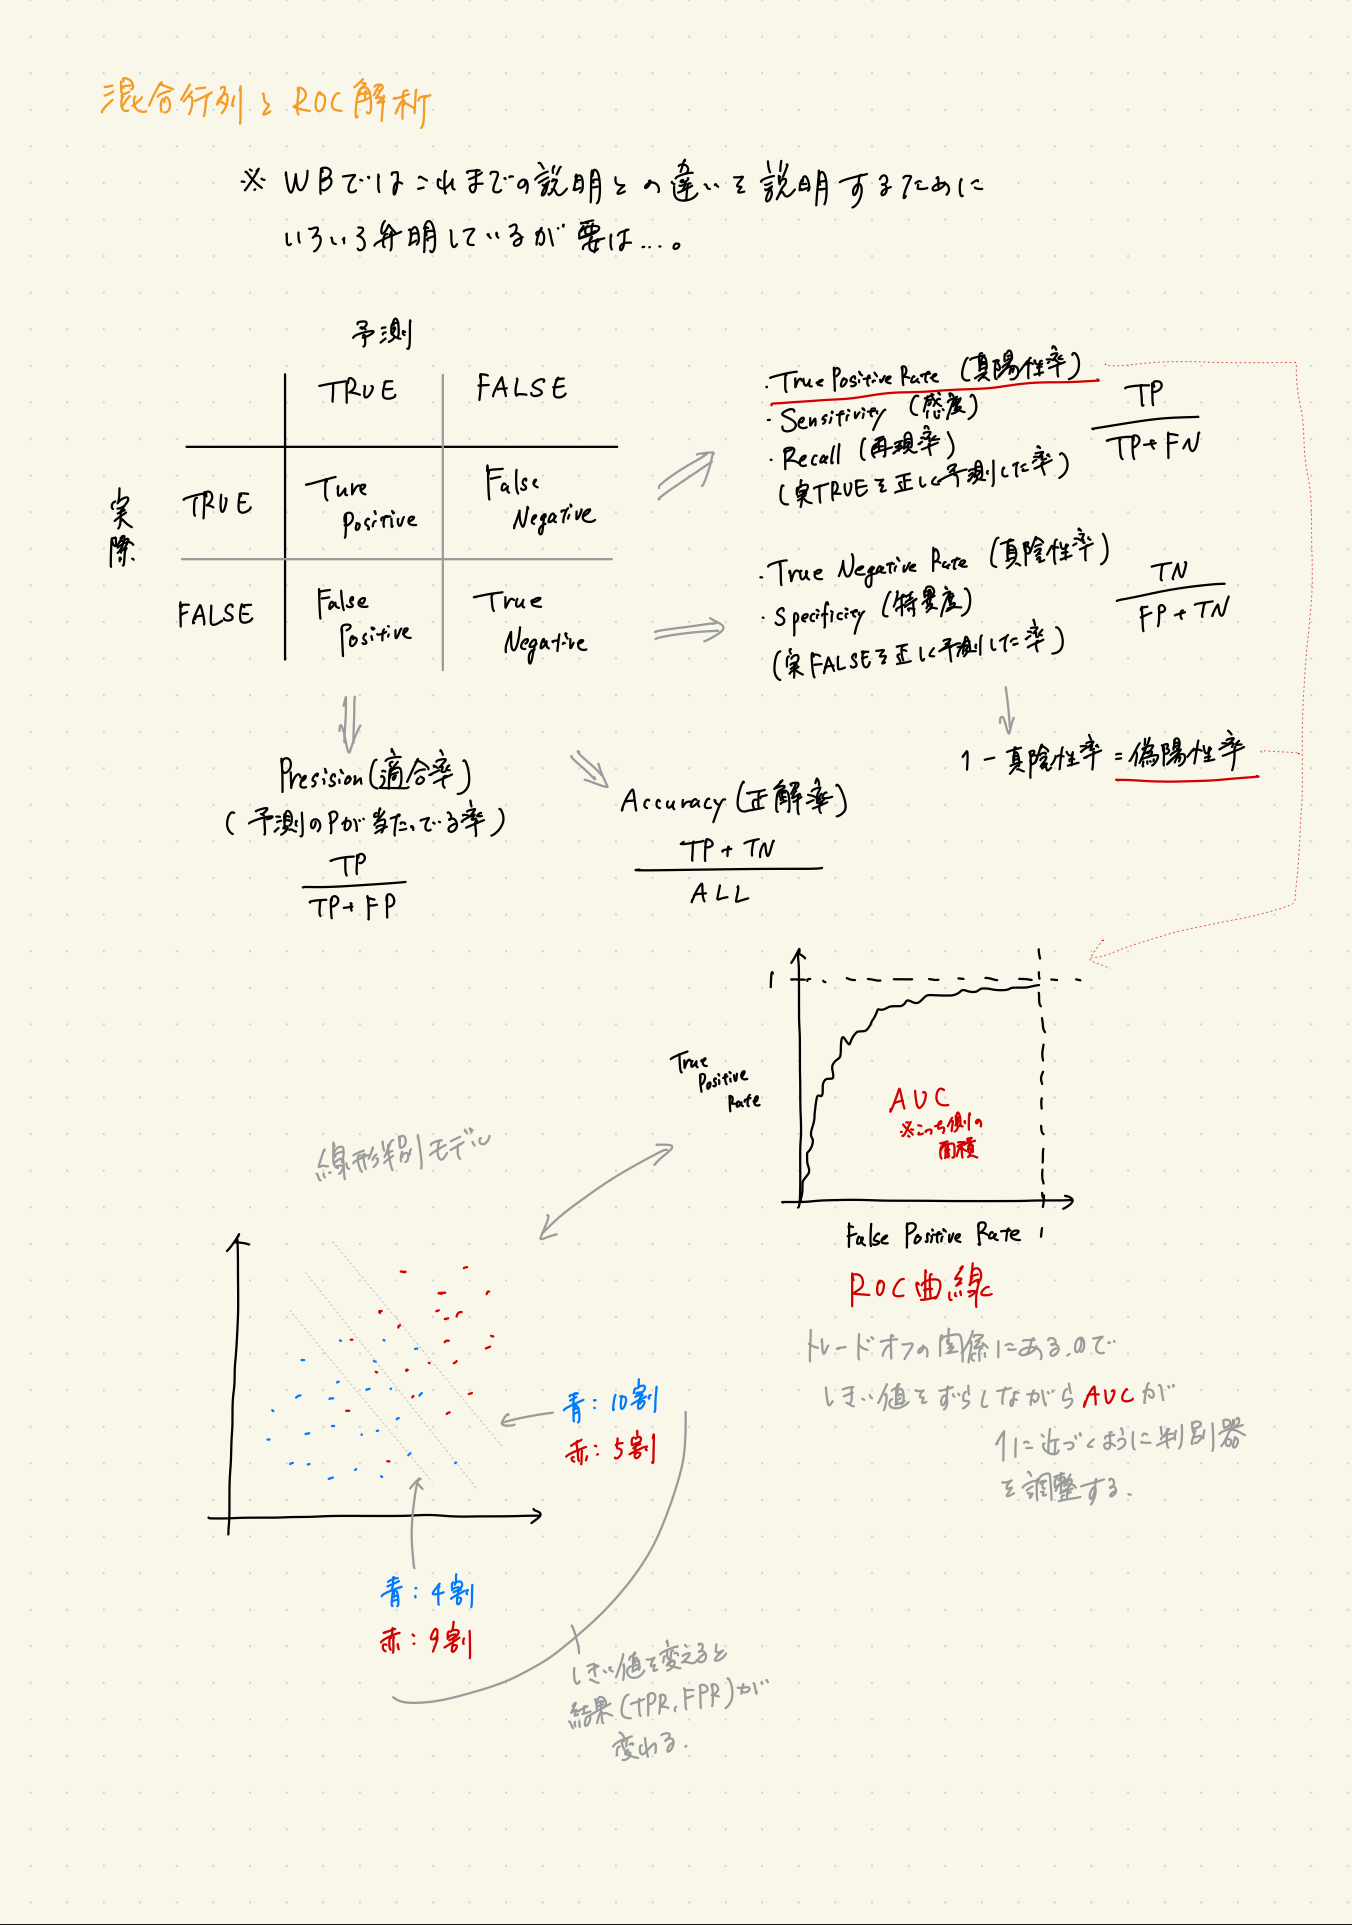 混合行列と ROC解析
※ WBではこれまでの説明との違いを説明するために
いろいろ弁明しているが要は…。
予測
TRUE FALSE
実際
TRUE Ture Positive False Negative
FALSE False Positive True Negative
・True Positive Rate (真陽性率)
・Sensitivity (感度)
・Recall (再現率)
(実TRUEを正しく予測した率)
TP
TP+FN
・True Negative Rate (真陰性率)
・Specificity (特異度)
(実FALSEを正しく予測した率)
TN
FP+TN
1-真陰性率=偽陽性率
Presision(適合率)
(予測のPが当たってる率)
TP
TP+FP
Accuracy(正解率)
TP+TN
ALL
1
True
Positive
Rate
AUC
※こっち側の
面積
False Positive Rate 1
ROC曲線
トレードオフの関係にあるので
しきい値をずらしながらAUCが
1に近づくように判別器
を調整する.
線形判別モデル
青:10割
赤:5割
青:4割
赤:9割
しきい値を変えると
結果(TPR,FPR)が
変わる.